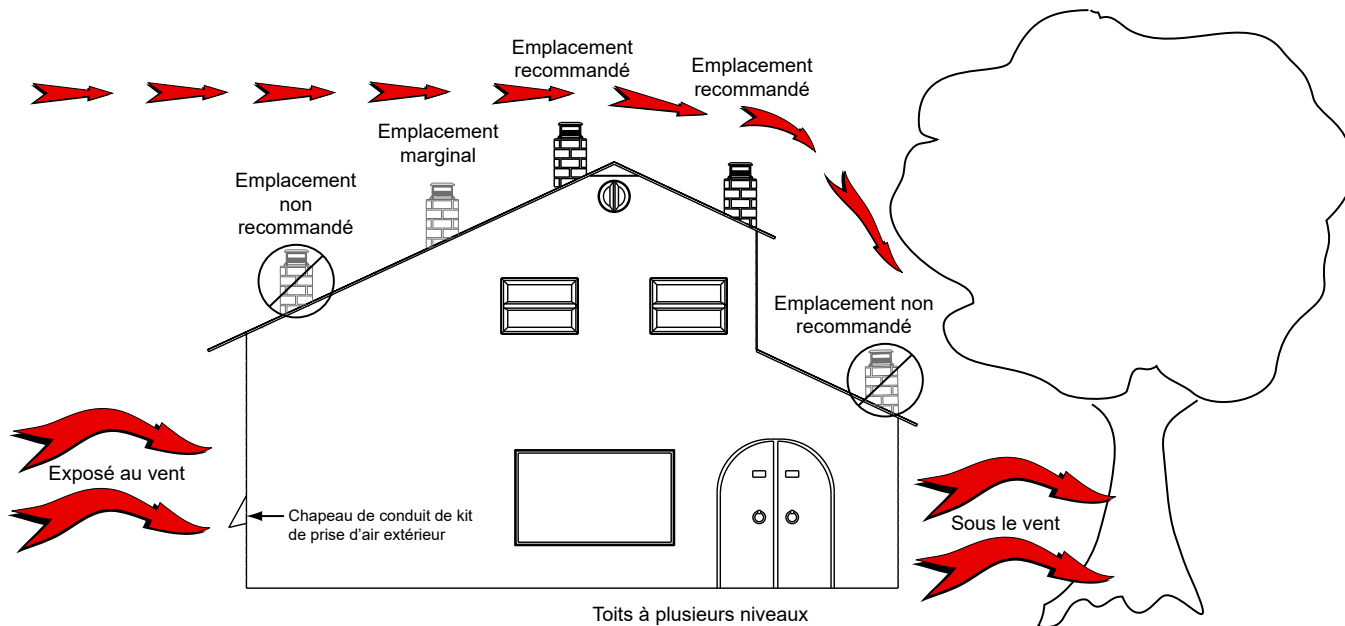 Emplacement
recommandé
Emplacement
recommandé
Emplacement
marginal
Emplacement
non
recommandé
Emplacement non
recommandé
Exposé au vent
Chapeau de conduit de kit
de prise d'air extérieur
Sous le vent
Toits à plusieurs niveaux